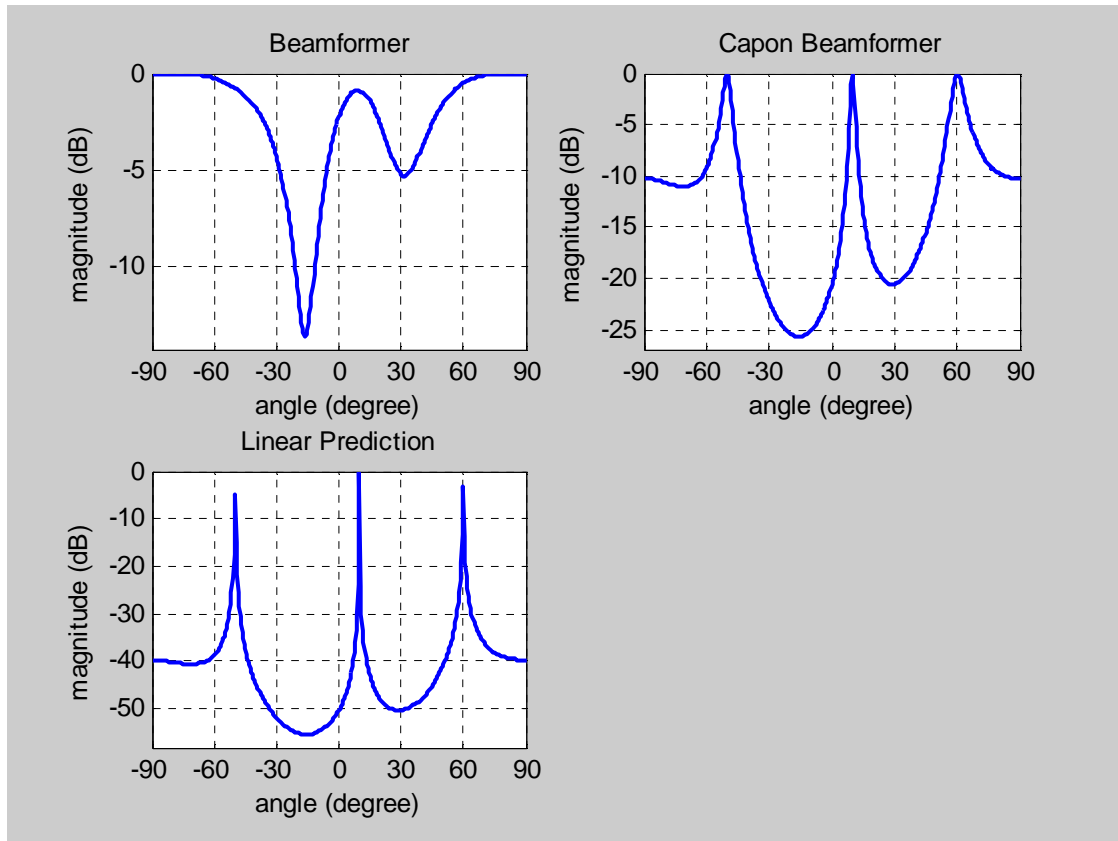 Beamformer
0
-5
-10
magnitude (dB)
-90 -60 -30 0 30 60 90
angle (degree)
Capon Beamformer
0
-5
-10
-15
-20
-25
magnitude (dB)
-90 -60 -30 0 30 60 90
angle (degree)
Linear Prediction
0
-10
-20
-30
-40
-50
magnitude (dB)
-90 -60 -30 0 30 60 90
angle (degree)